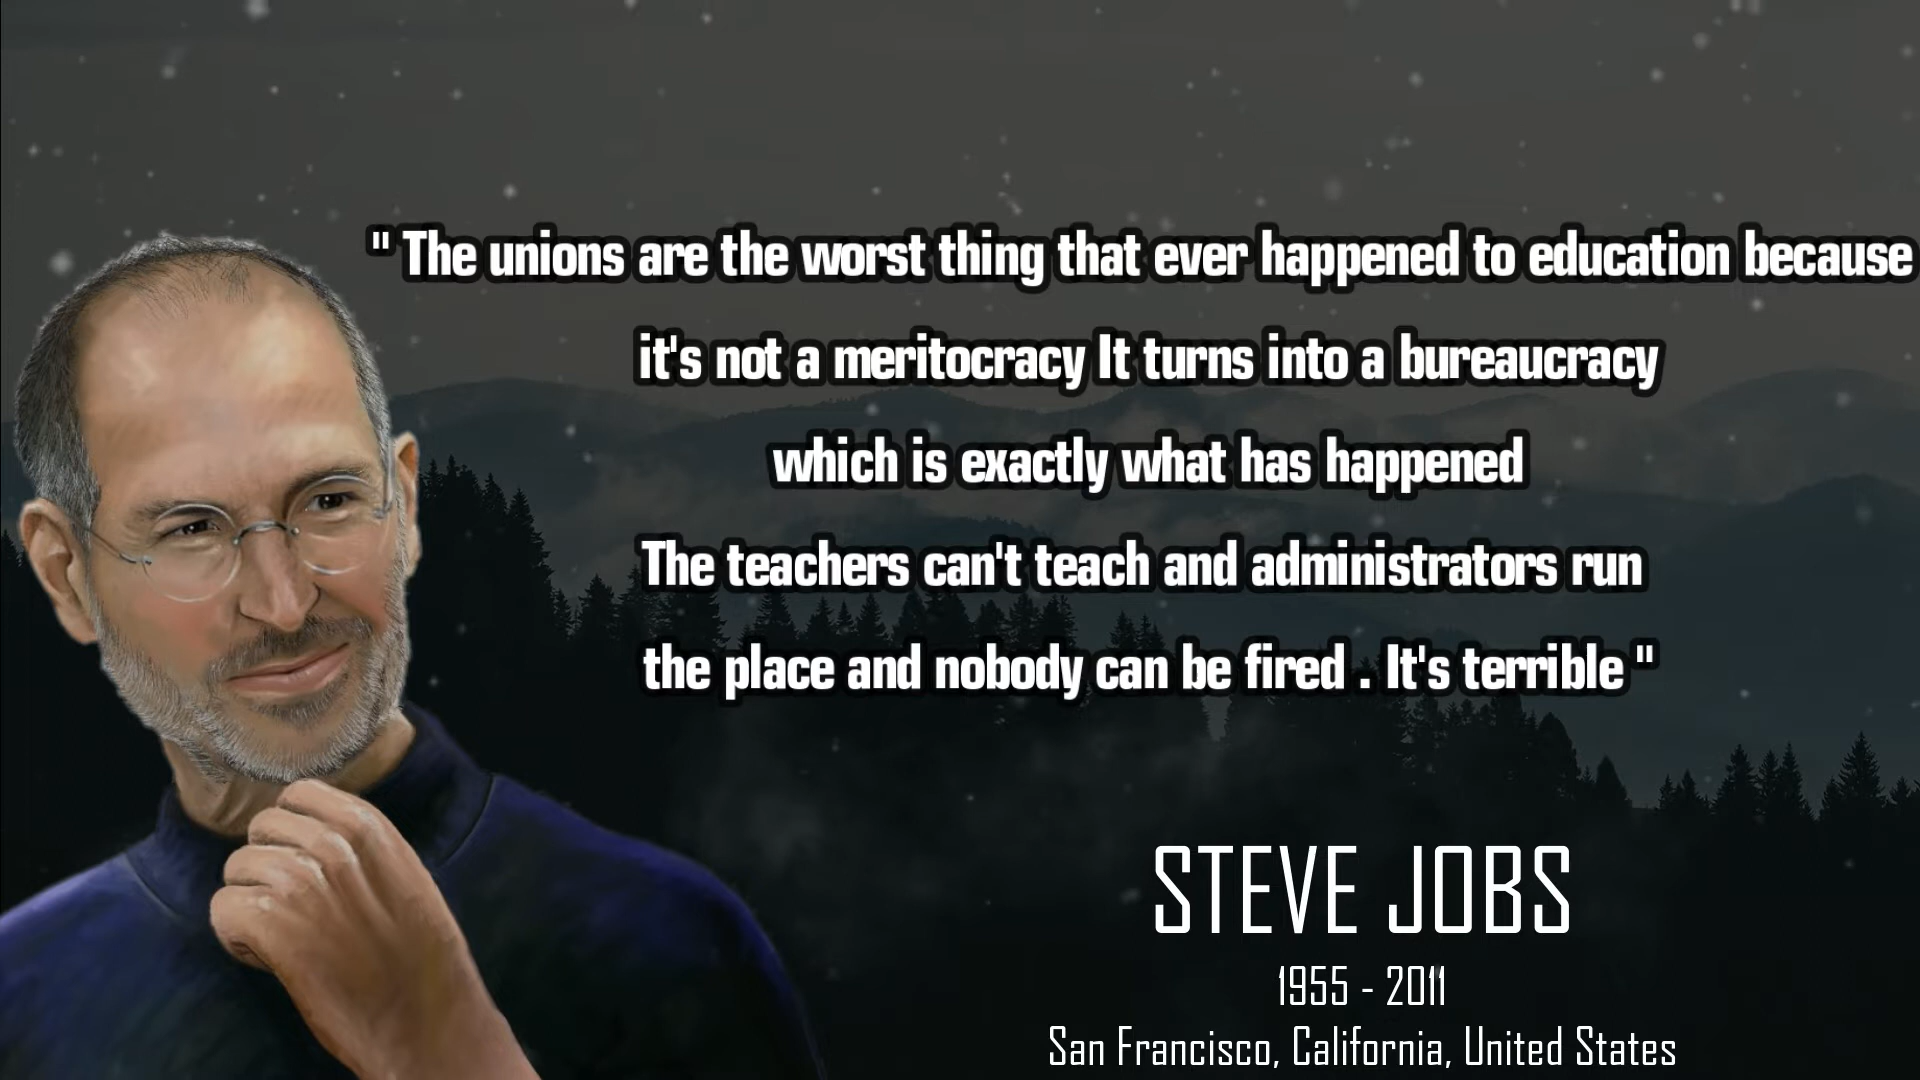 " The unions are the worst thing that ever happened to education because
it's not a meritocracy It turns into a bureaucracy
which is exactly what has happened
The teachers can't teach and administrators run
the place and nobody can be fired . It's terrible "
STEVE JOBS
1955 - 2011
San Francisco, California, United States